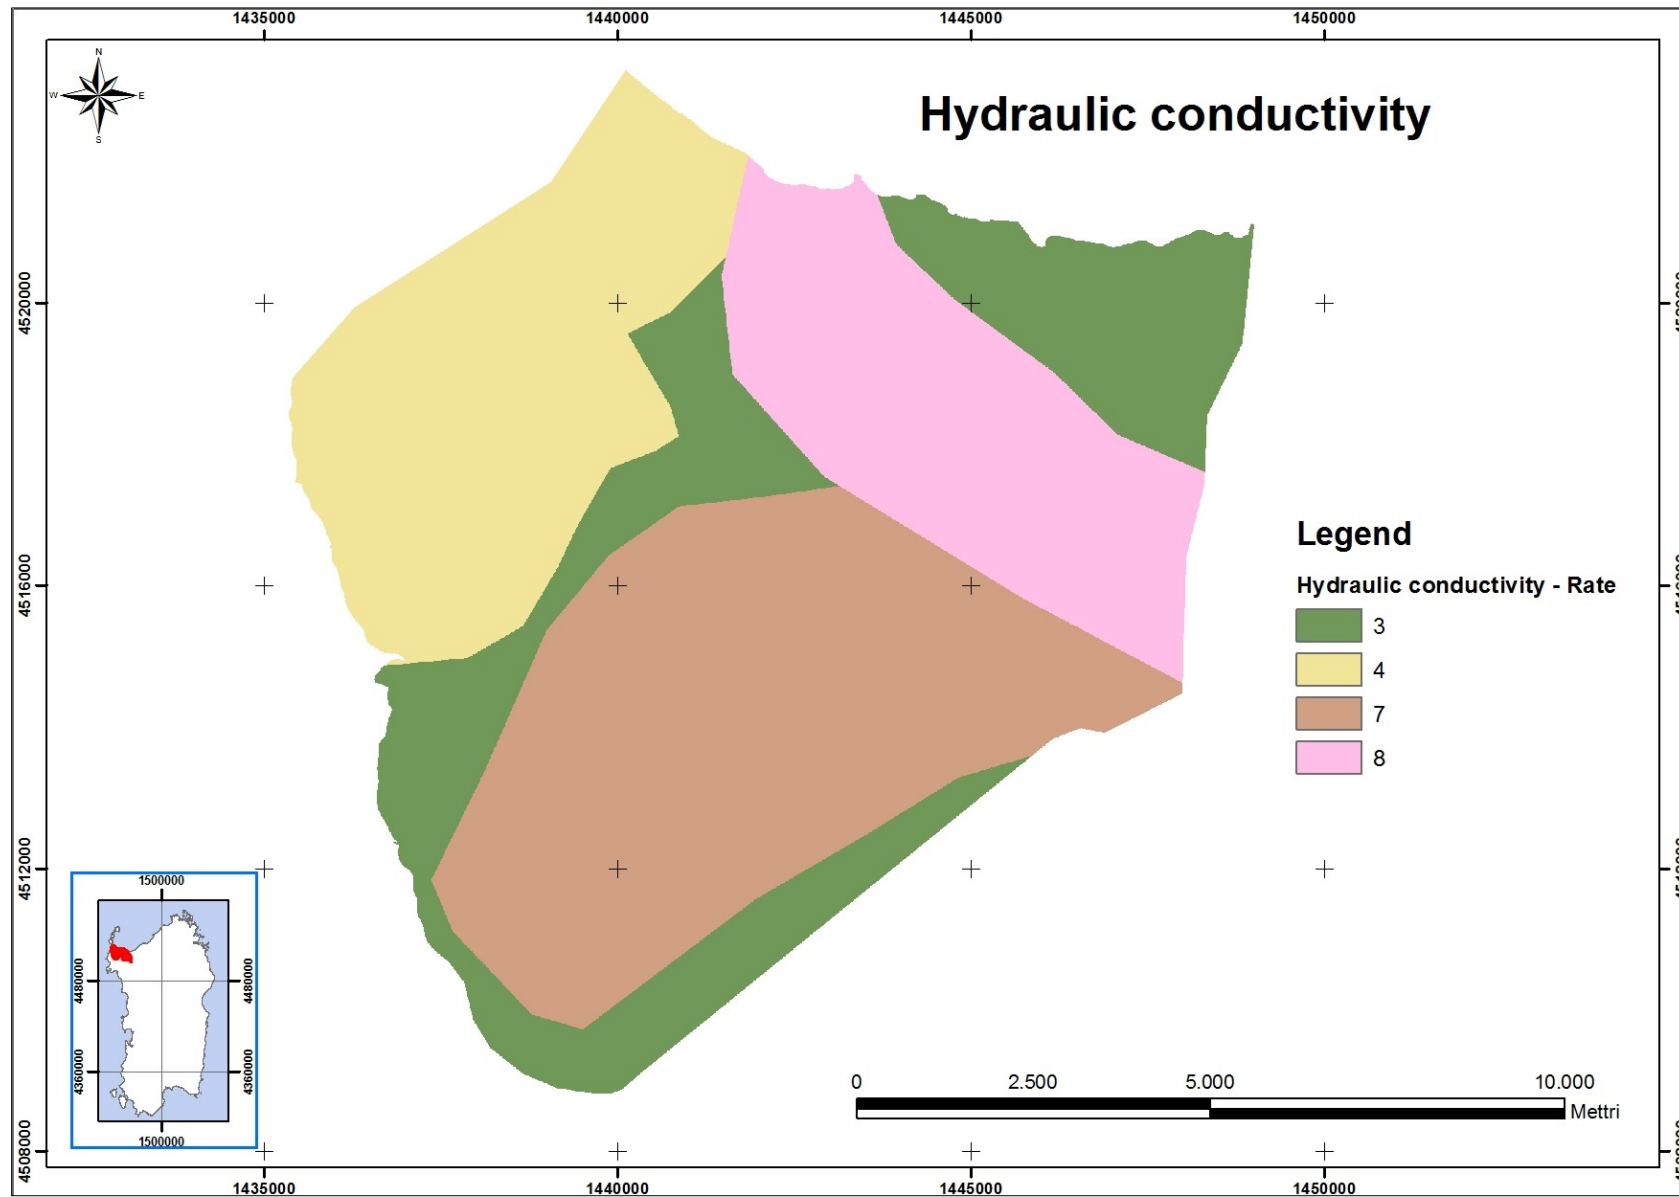 1435000 1440000 1445000 1450000
N
W E
S
Hydraulic conductivity
4520000
4516000
4512000
4508000
Legend
Hydraulic conductivity - Rate
3
4
7
8
1500000
4480000 4480000
4360000 4360000
1500000
0 2.500 5.000 10.000
Mettri
1435000 1440000 1445000 1450000